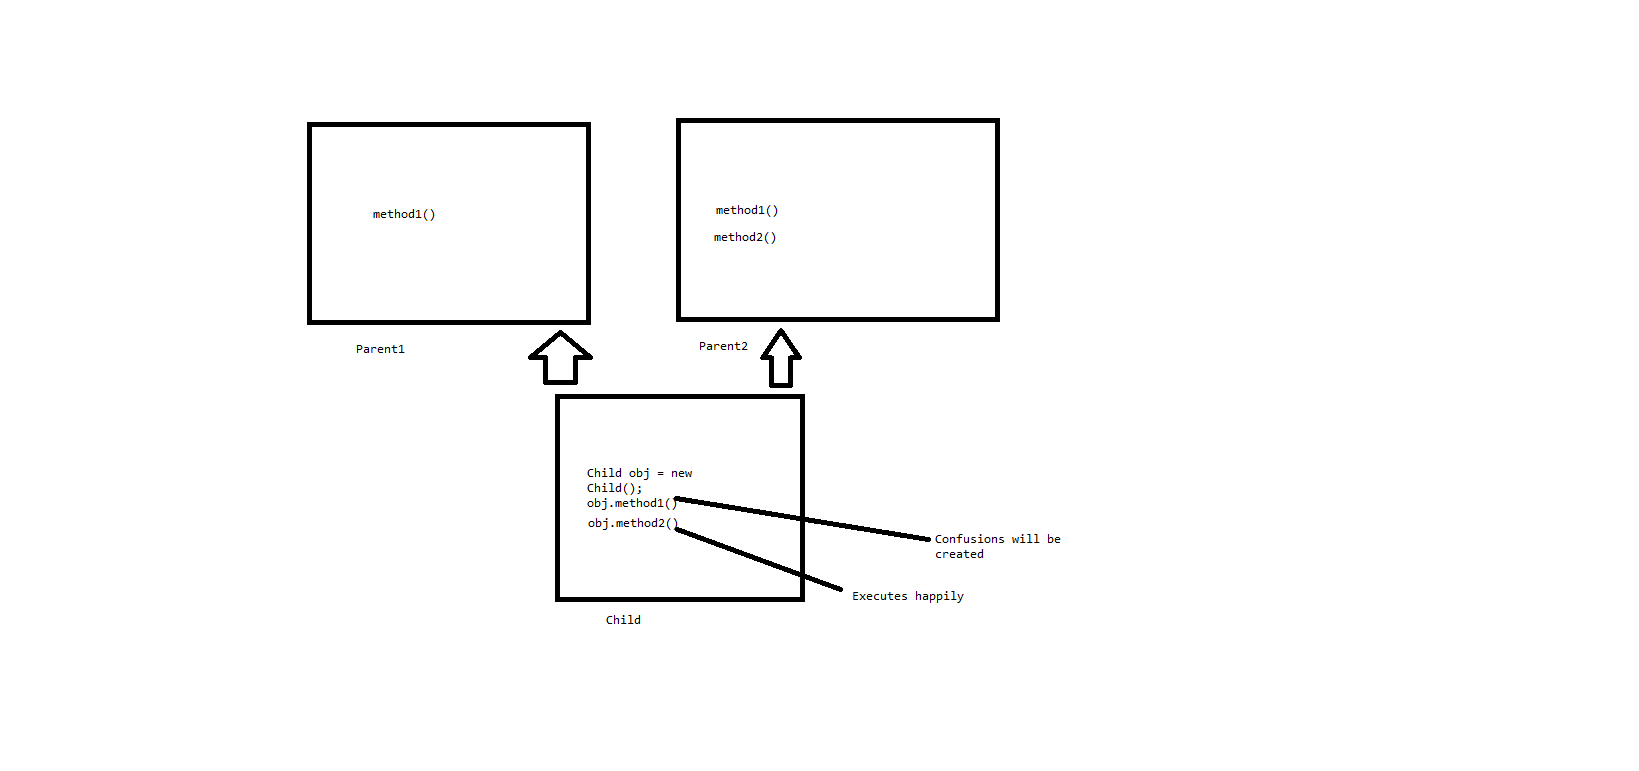 method1()
method1()
method2()
Parent1
Parent2
Child obj = new
Child();
obj.method1()
obj.method2()
Confusions will be
created
Executes happily
Child